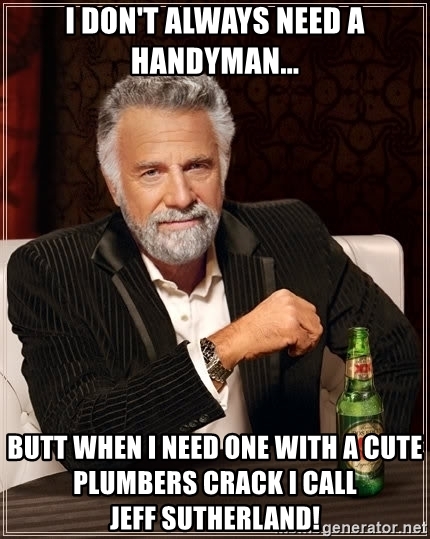 I DON'T ALWAYS NEED A
HANDYMAN...
BUTT WHEN I NEED ONE WITH A CUTE
PLUMBERS CRACK I CALL
JEFF SUTHERLAND!
generator.net